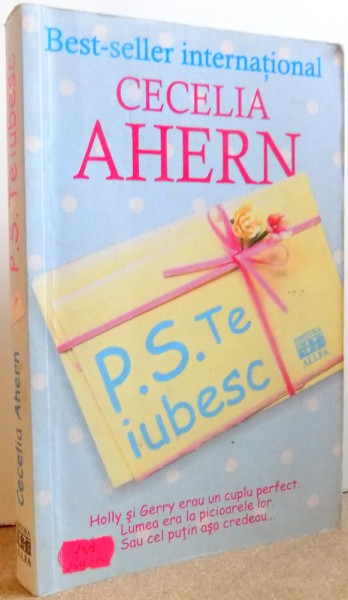 Best-seller internațional
CECELIA
AHERN
P.S. Te
iubesc
EDITURA
ALLFA
Holly și Gerry erau un cuplu perfect.
Lumea era la picioarele lor.
Sau cel puțin așa credeau...
Cecelia Ahern
P.S. Te iubesc